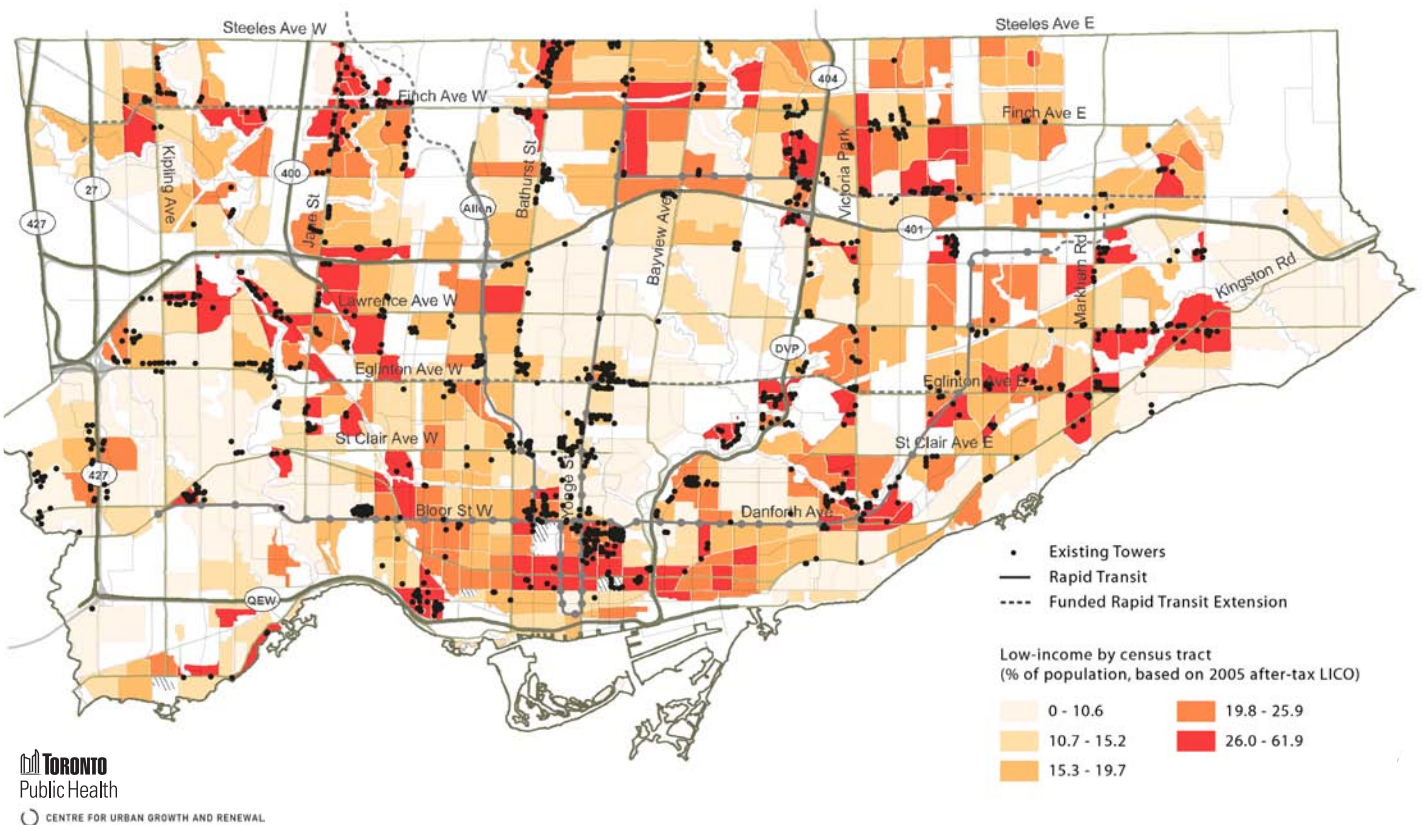 Steeles Ave W
Steeles Ave E
404
Finch Ave W
Finch Ave E
Kipling Ave
400
27
Bathurst St
Victoria Park
Allen
427
Jane St
401
Bayview Ave
Markham Rd
Kingston Rd
Lawrence Ave W
DVP
Eglinton Ave W
Eglinton Ave E
St Clair Ave W
St Clair Ave E
427
Yonge St
Bloor St W
Danforth Ave
QEW
Existing Towers
Rapid Transit
Funded Rapid Transit Extension
Low-income by census tract
(% of population, based on 2005 after-tax LICO)
0 - 10.6
19.8 - 25.9
10.7 - 15.2
26.0 - 61.9
15.3 - 19.7
TORONTO
Public Health
CENTRE FOR URBAN GROWTH AND RENEWAL